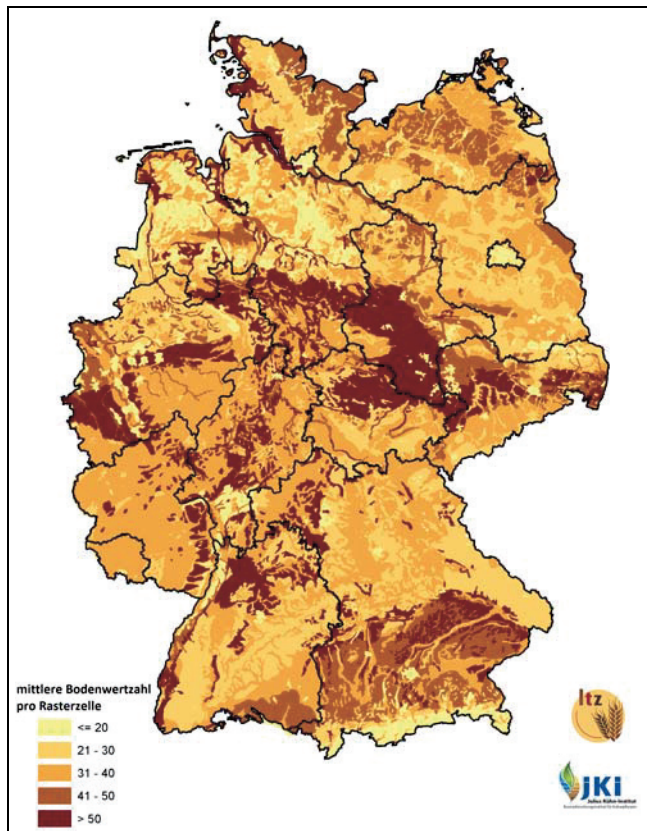 mittlere Bodenwertzahl
pro Rasterzelle
<= 20
21 - 30
31 - 40
41 - 50
> 50
ltz
JKI
Julius Kühn-Institut